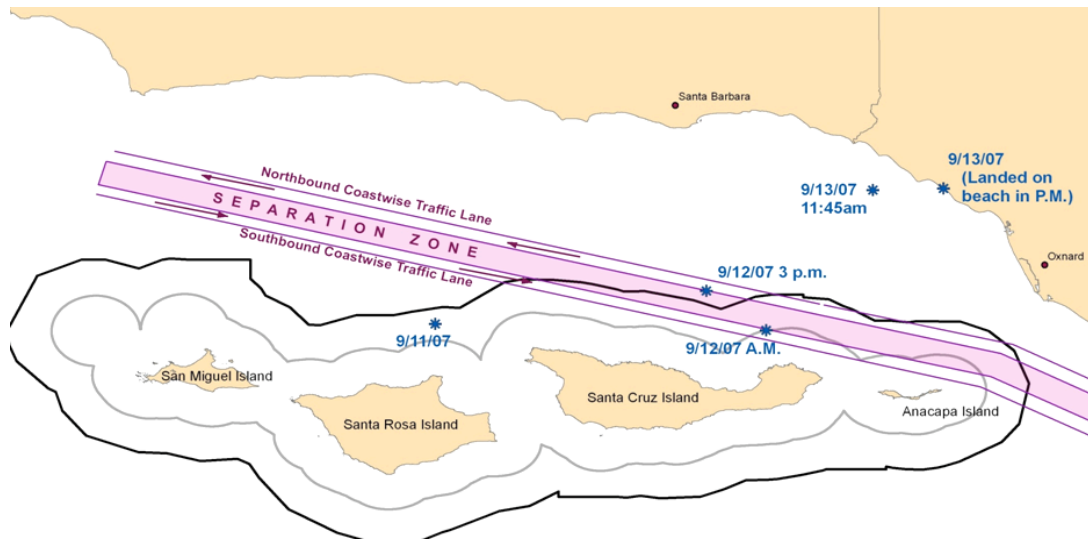 Santa Barbara
9/13/07
(Landed on
beach in P.M.)
9/13/07
11:45am
Northbound Coastwise Traffic Lane
SEPARATION ZONE
Southbound Coastwise Traffic Lane
Oxnard
9/12/07 3 p.m.
9/11/07
9/12/07 A.M.
San Miguel Island
Santa Rosa Island
Santa Cruz Island
Anacapa Island